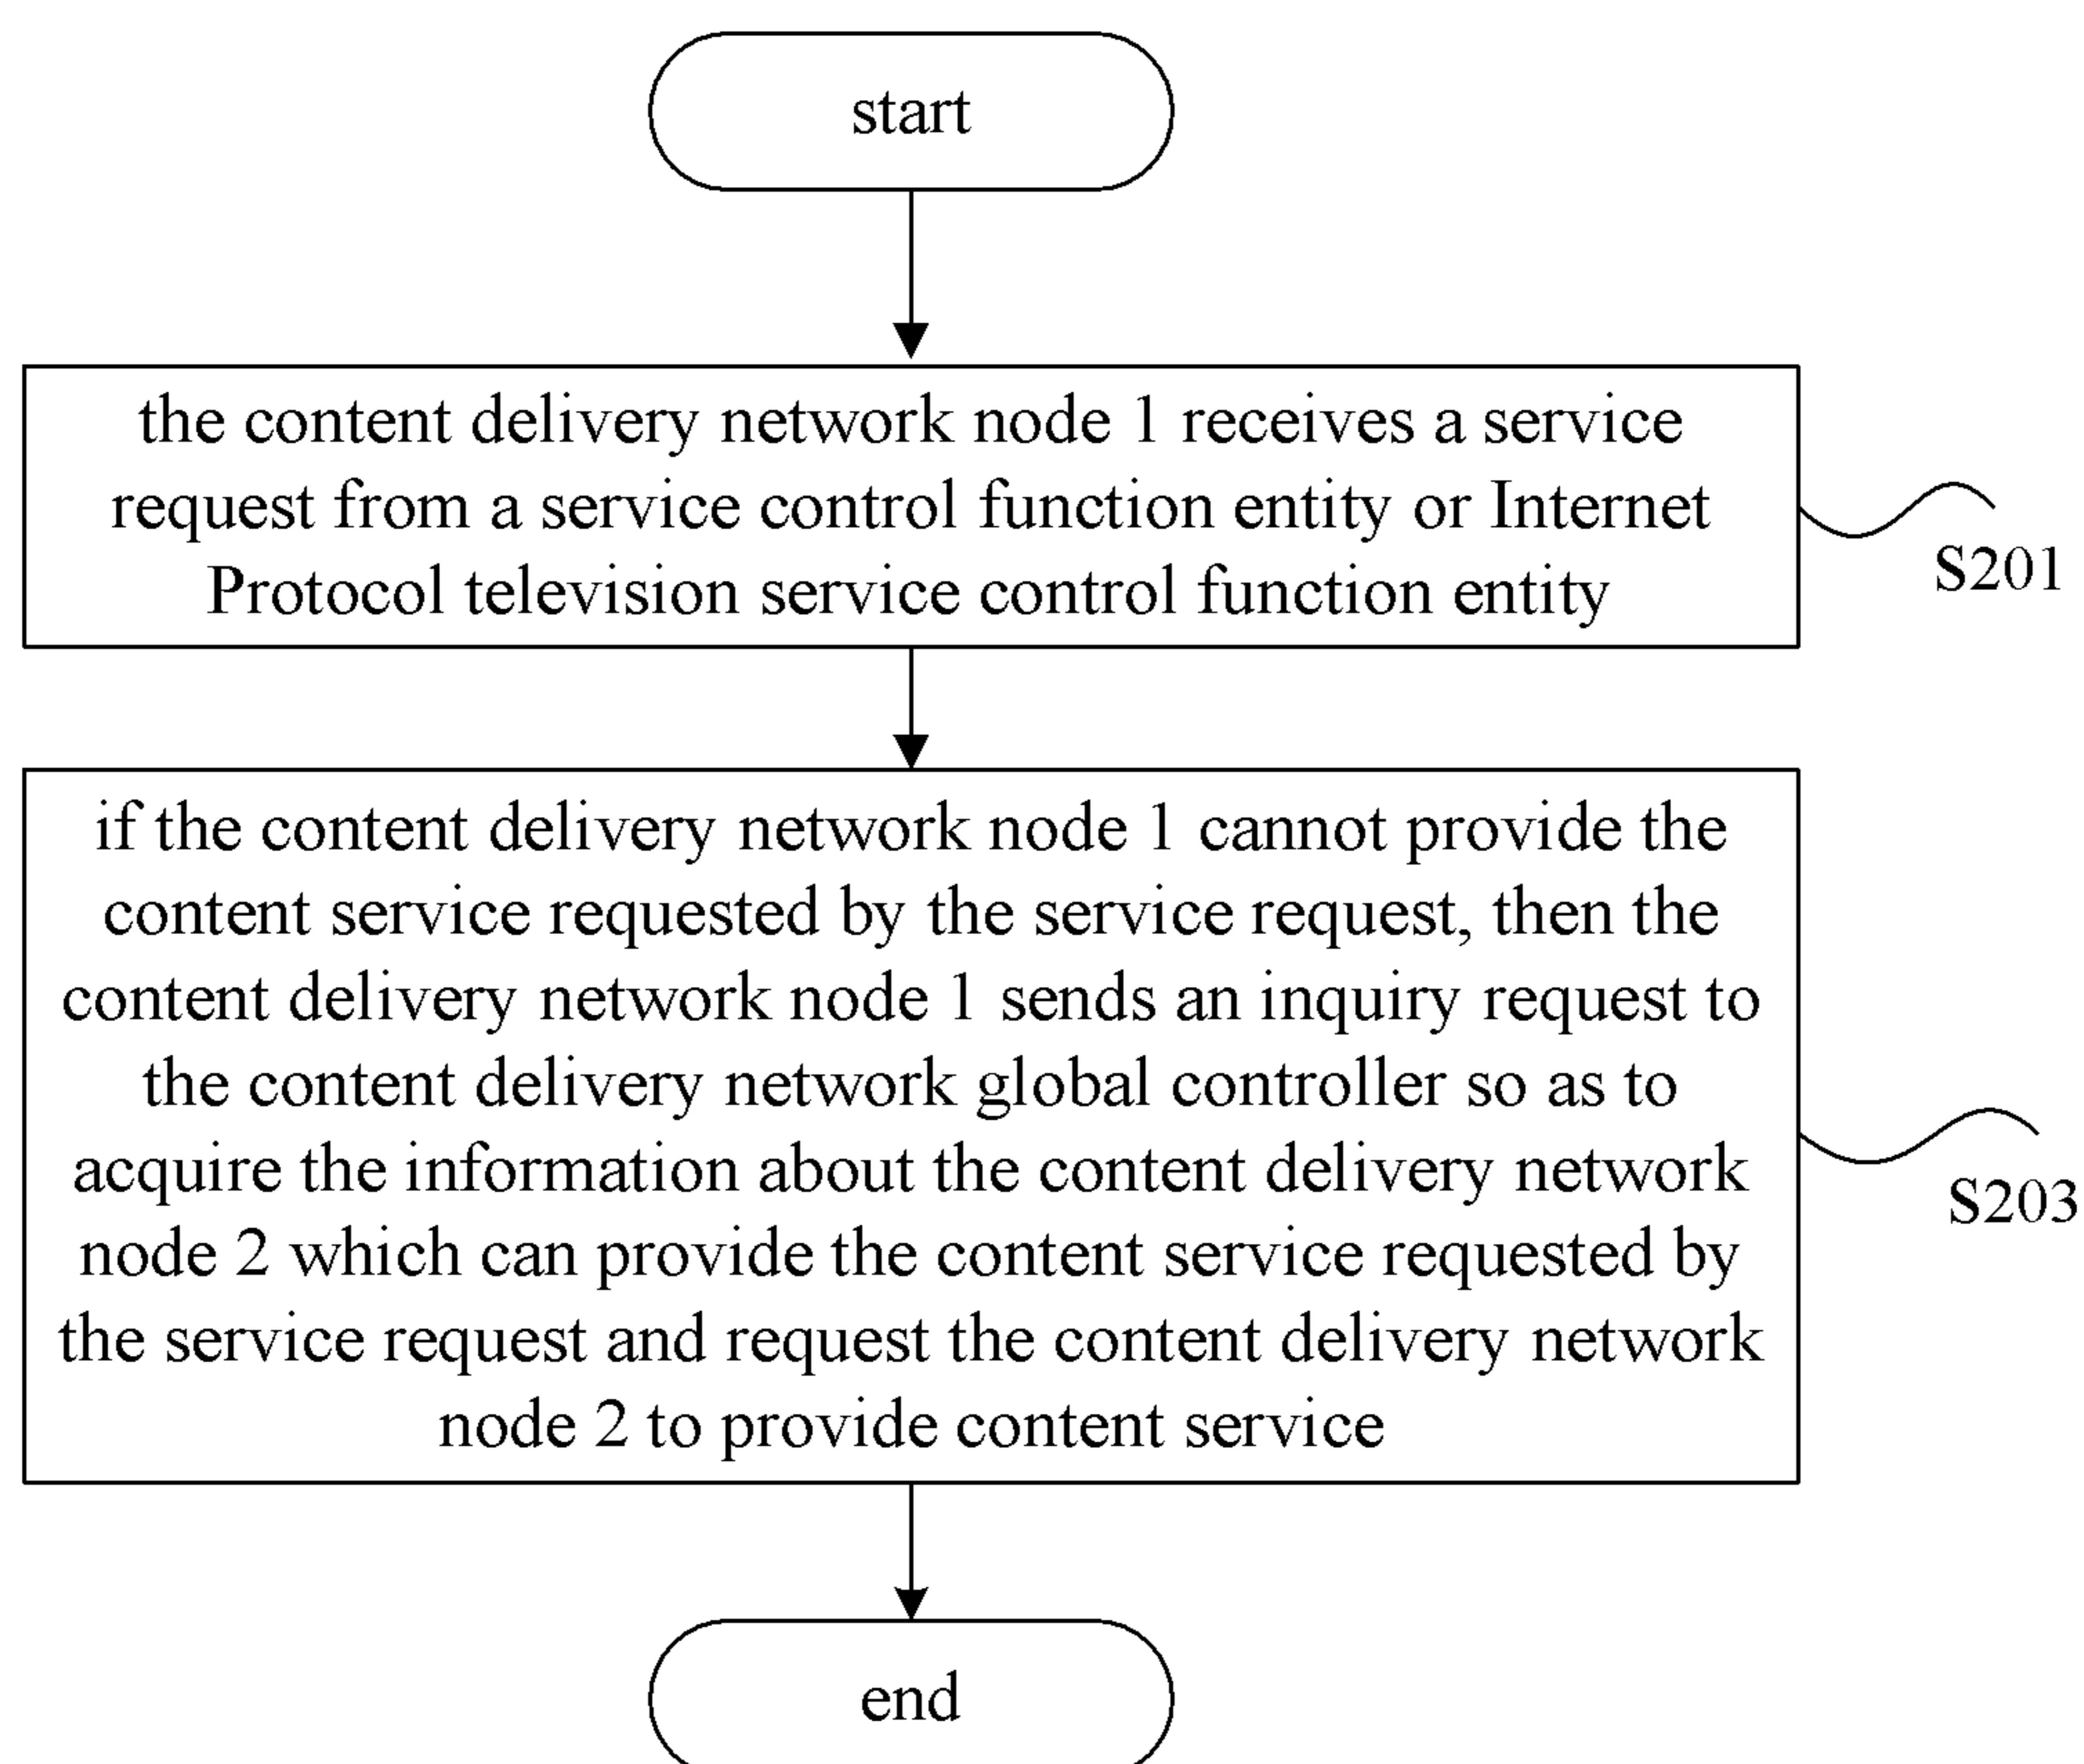 start
the content delivery network node 1 receives a service
request from a service control function entity or Internet
Protocol television service control function entity
S201
if the content delivery network node 1 cannot provide the
content service requested by the service request, then the
content delivery network node 1 sends an inquiry request to
the content delivery network global controller so as to
acquire the information about the content delivery network
node 2 which can provide the content service requested by
the service request and request the content delivery network
node 2 to provide content service
S203
end